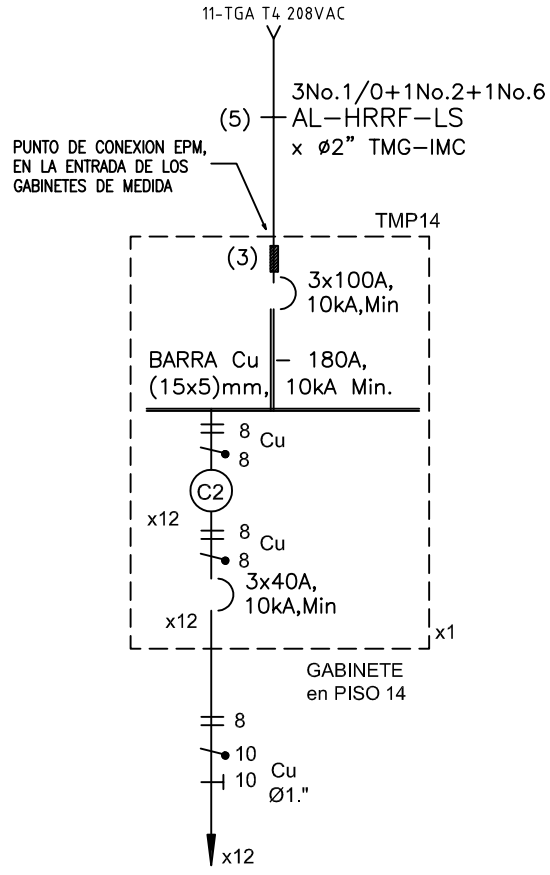 11-TGA T4 208VAC
3No.1/0+1No.2+1No.6
(5) AL-HRRF-LS
x Ø2" TMG-IMC
PUNTO DE CONEXION EPM,
EN LA ENTRADA DE LOS
GABINETES DE MEDIDA
TMP14
(3)
3x100A,
10kA,Min
BARRA Cu 180A,
(15x5)mm, 10kA Min.
8
Cu
8
C2
x12
8
Cu
8
3x40A,
10kA,Min
x12
x1
GABINETE
en PISO 14
8
10
Cu
10
Ø1."
x12